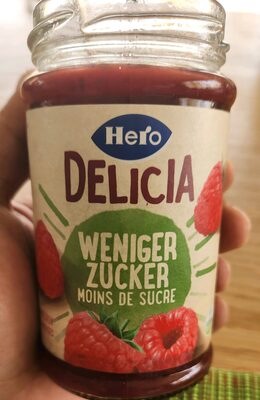 Hero
DELICIA
WENIGER
ZUCKER
MOINS DE SUCRE